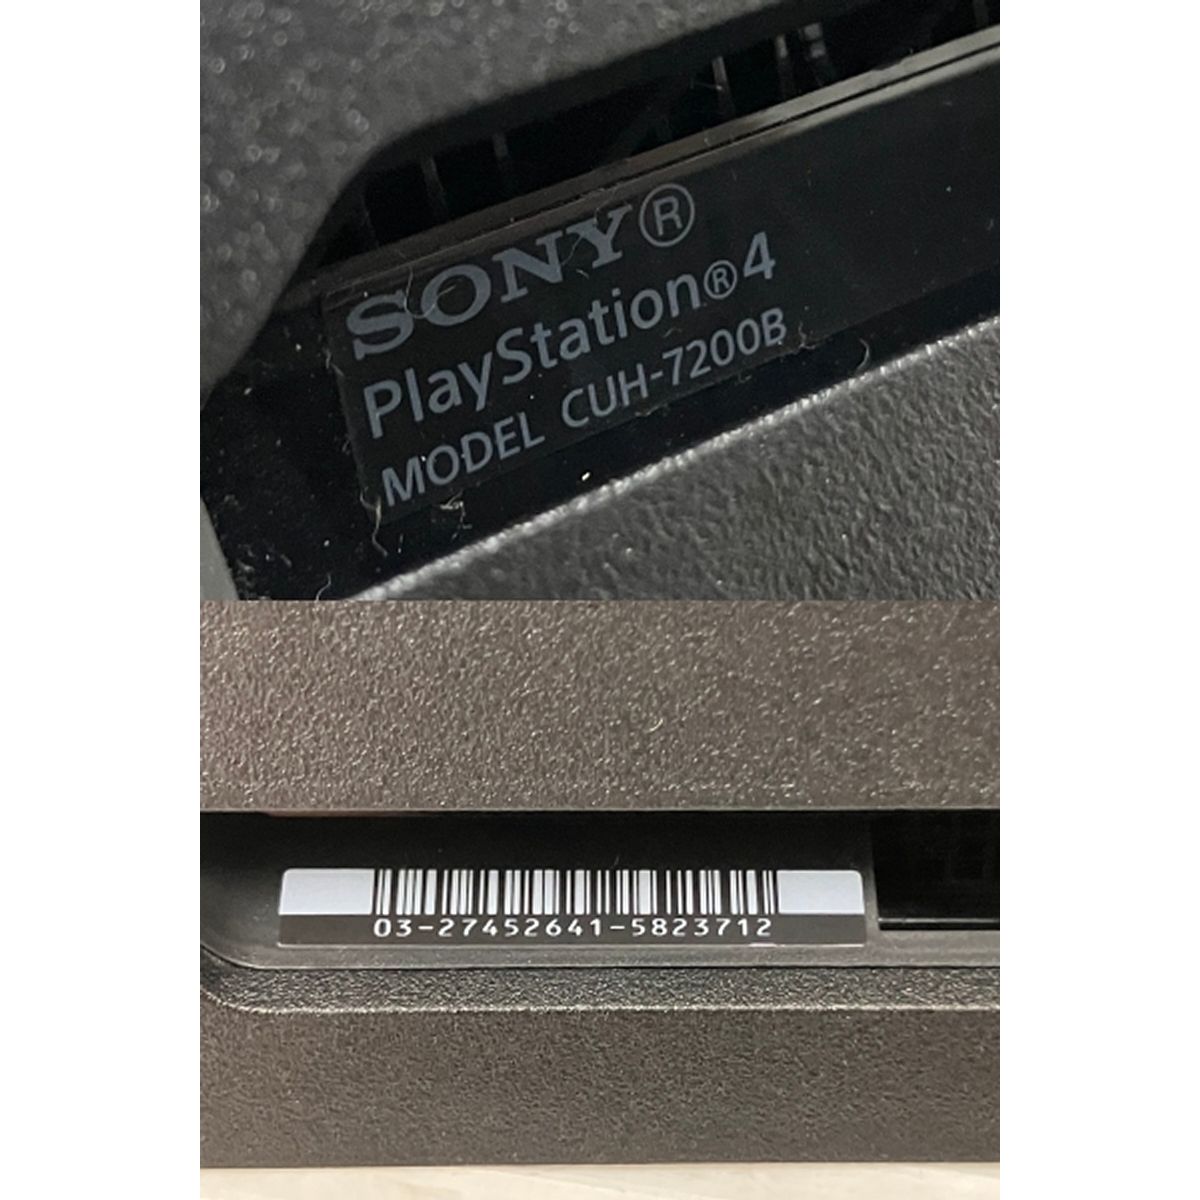 SONY®
PlayStation®4
MODEL CUH-7200B
03-27452641-5823712